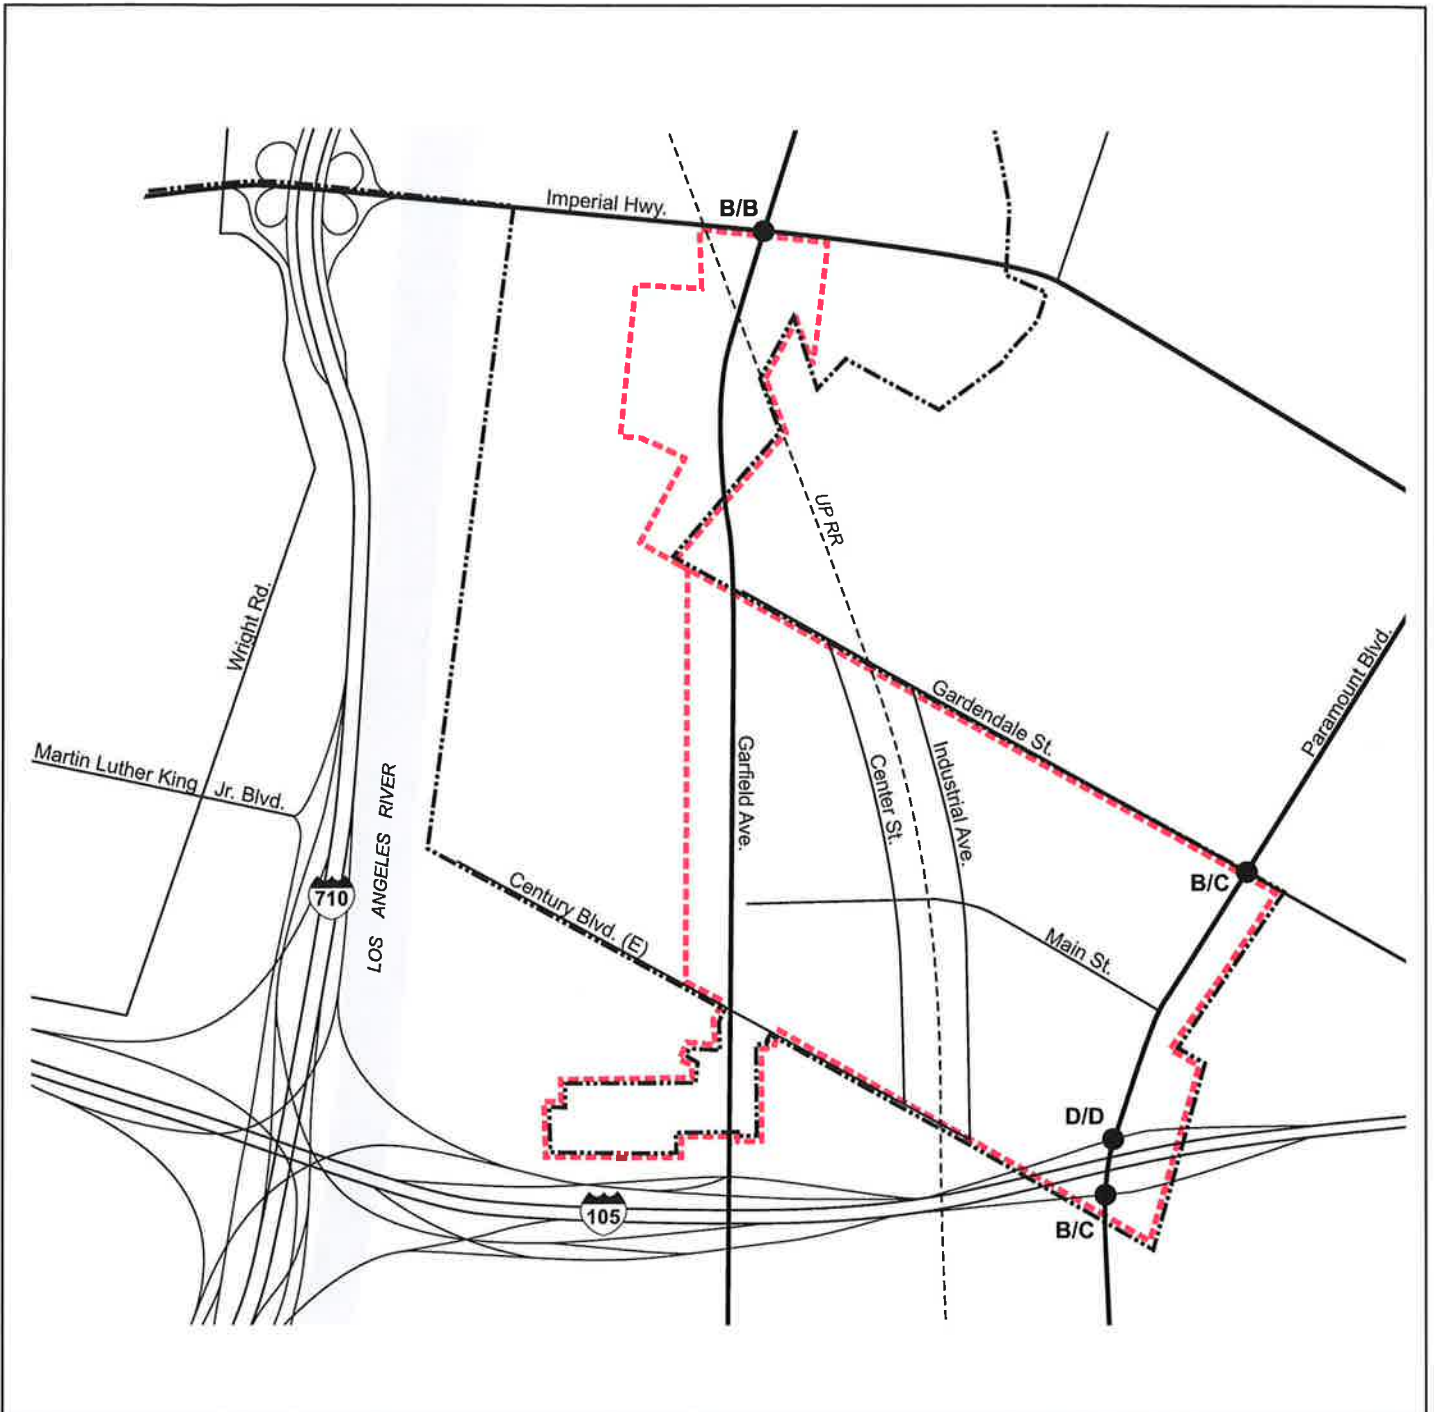 Imperial Hwy.
B/B
UP RR
Wright Rd.
Paramount Blvd.
Gardendale St.
Martin Luther King Jr. Blvd.
Garfield Ave.
Center St.
Industrial Ave.
LOS ANGELES RIVER
710
Century Blvd. (E)
B/C
Main St.
D/D
105
B/C